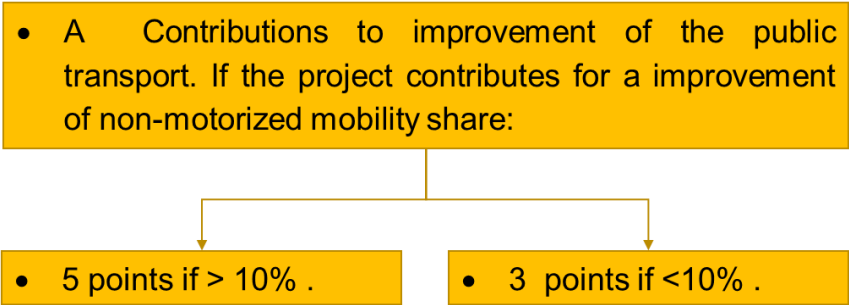 • A Contributions to improvement of the public
transport. If the project contributes for a improvement
of non-motorized mobility share:
• 5 points if > 10% .
• 3 points if <10% .